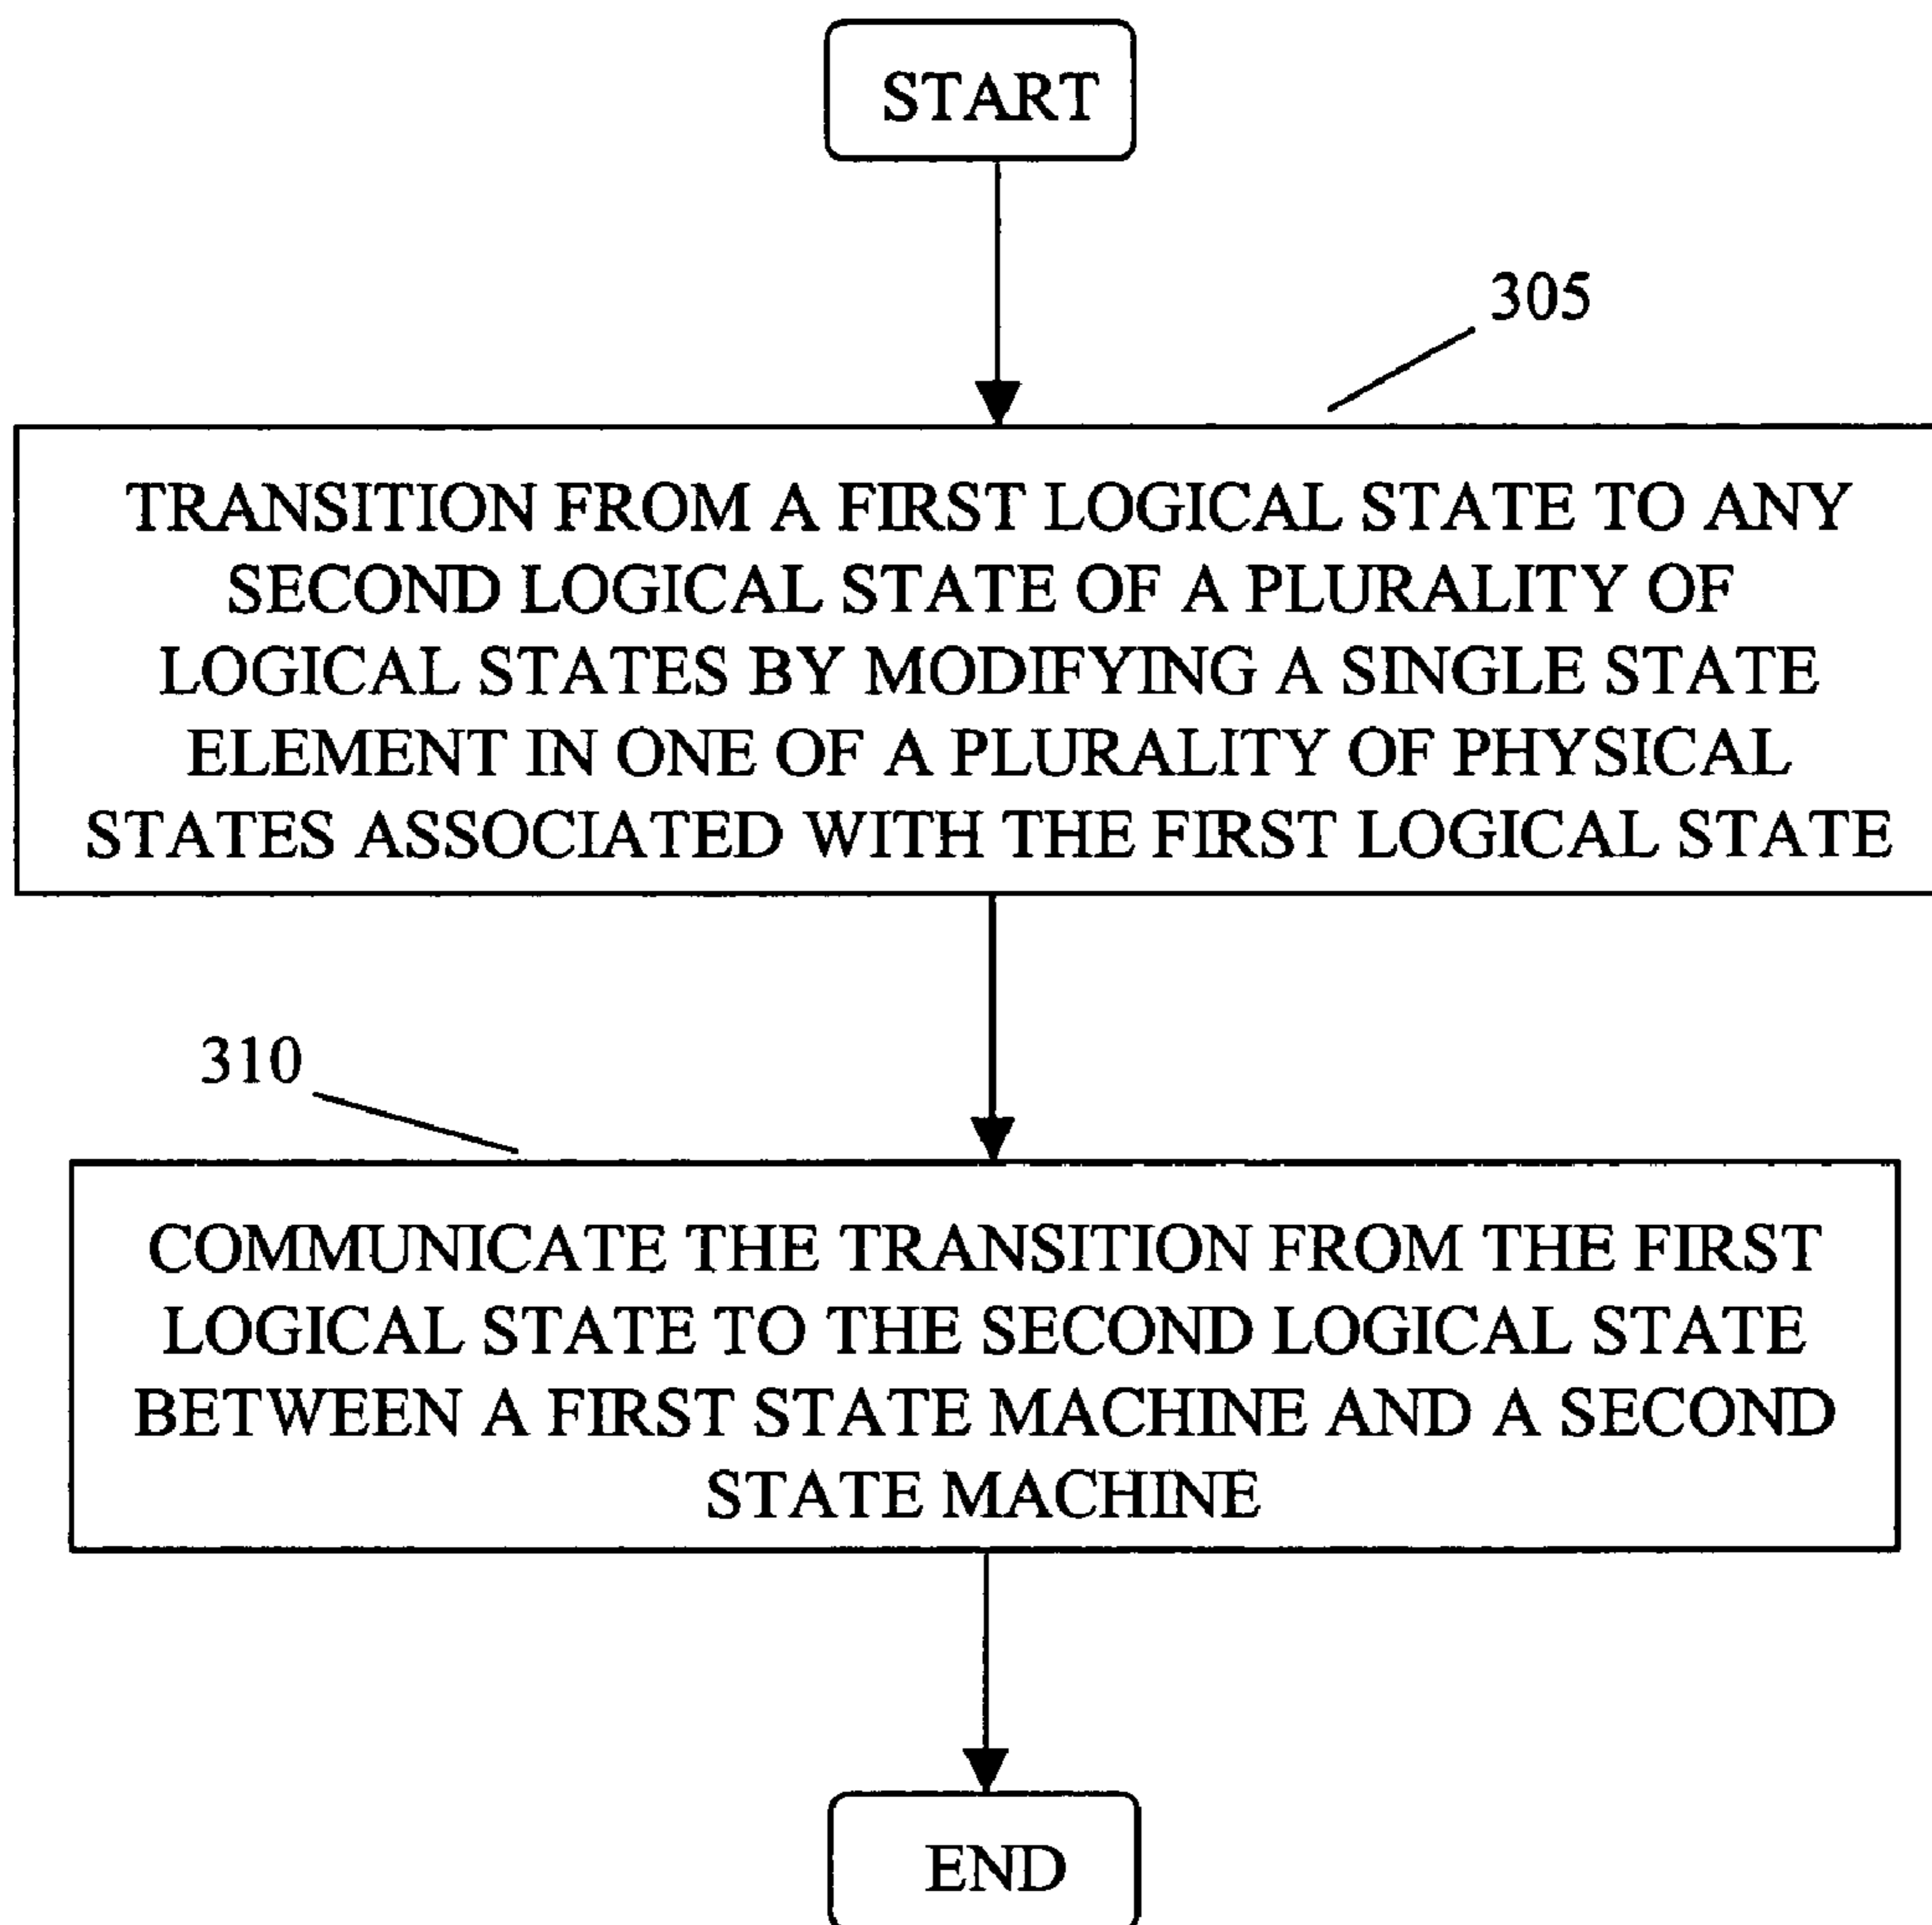 START
305
TRANSITION FROM A FIRST LOGICAL STATE TO ANY
SECOND LOGICAL STATE OF A PLURALITY OF
LOGICAL STATES BY MODIFYING A SINGLE STATE
ELEMENT IN ONE OF A PLURALITY OF PHYSICAL
STATES ASSOCIATED WITH THE FIRST LOGICAL STATE
310
COMMUNICATE THE TRANSITION FROM THE FIRST
LOGICAL STATE TO THE SECOND LOGICAL STATE
BETWEEN A FIRST STATE MACHINE AND A SECOND
STATE MACHINE
END